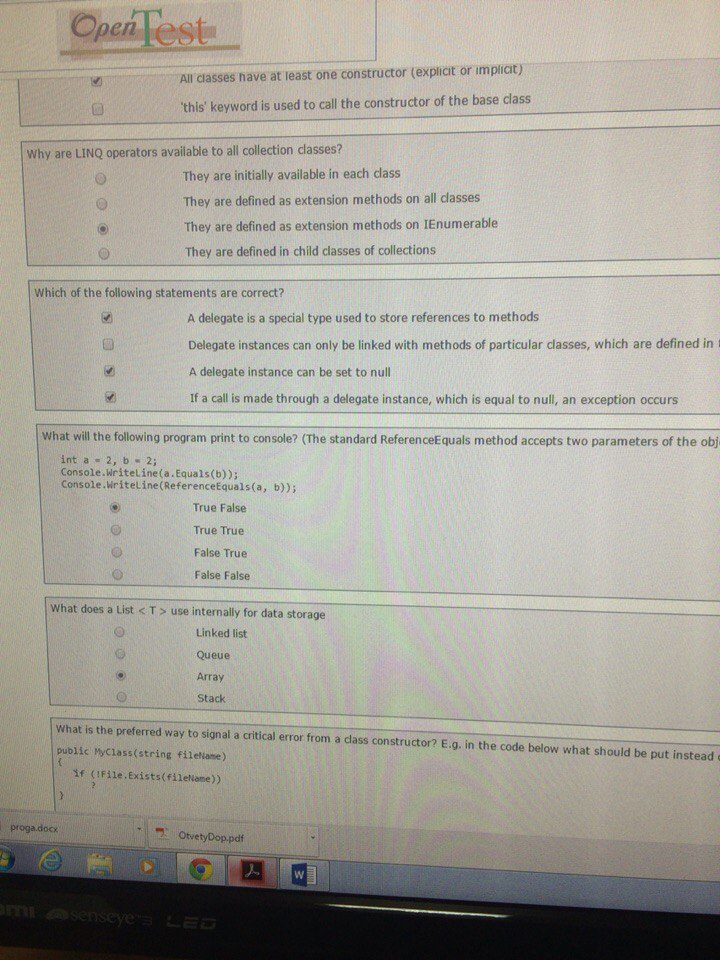 Open Test
All classes have at least one constructor (explicit or implicit)
'this' keyword is used to call the constructor of the base class
Why are LINQ operators available to all collection classes?
They are initially available in each class
They are defined as extension methods on all classes
They are defined as extension methods on IEnumerable
They are defined in child classes of collections
Which of the following statements are correct?
A delegate is a special type used to store references to methods
Delegate instances can only be linked with methods of particular classes, which are defined in
A delegate instance can be set to null
If a call is made through a delegate instance, which is equal to null, an exception occurs
What will the following program print to console? (The standard ReferenceEquals method accepts two parameters of the obj
int a = 2, b = 2;
Console.WriteLine(a.Equals(b));
Console.WriteLine(ReferenceEquals(a, b));
True False
True True
False True
False False
What does a List < T > use internally for data storage
Linked list
Queue
Array
Stack
What is the preferred way to signal a critical error from a class constructor? E.g. in the code below what should be put instead
public MyClass(string fileName)
{
if (!File.Exists(fileName))
?
}
proga.docx
OtvetyDop.pdf
W
senseye 3 LED